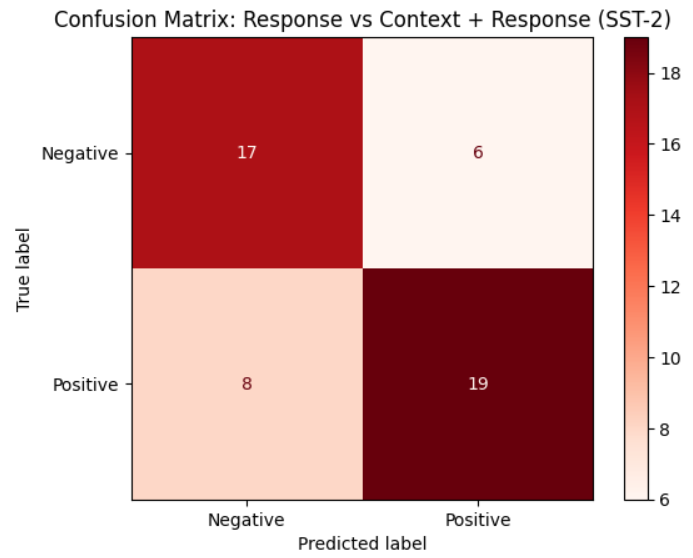 Confusion Matrix: Response vs Context + Response (SST-2)
True label
Negative
17
6
Positive
8
19
Negative
Positive
Predicted label
18
16
14
12
10
8
6